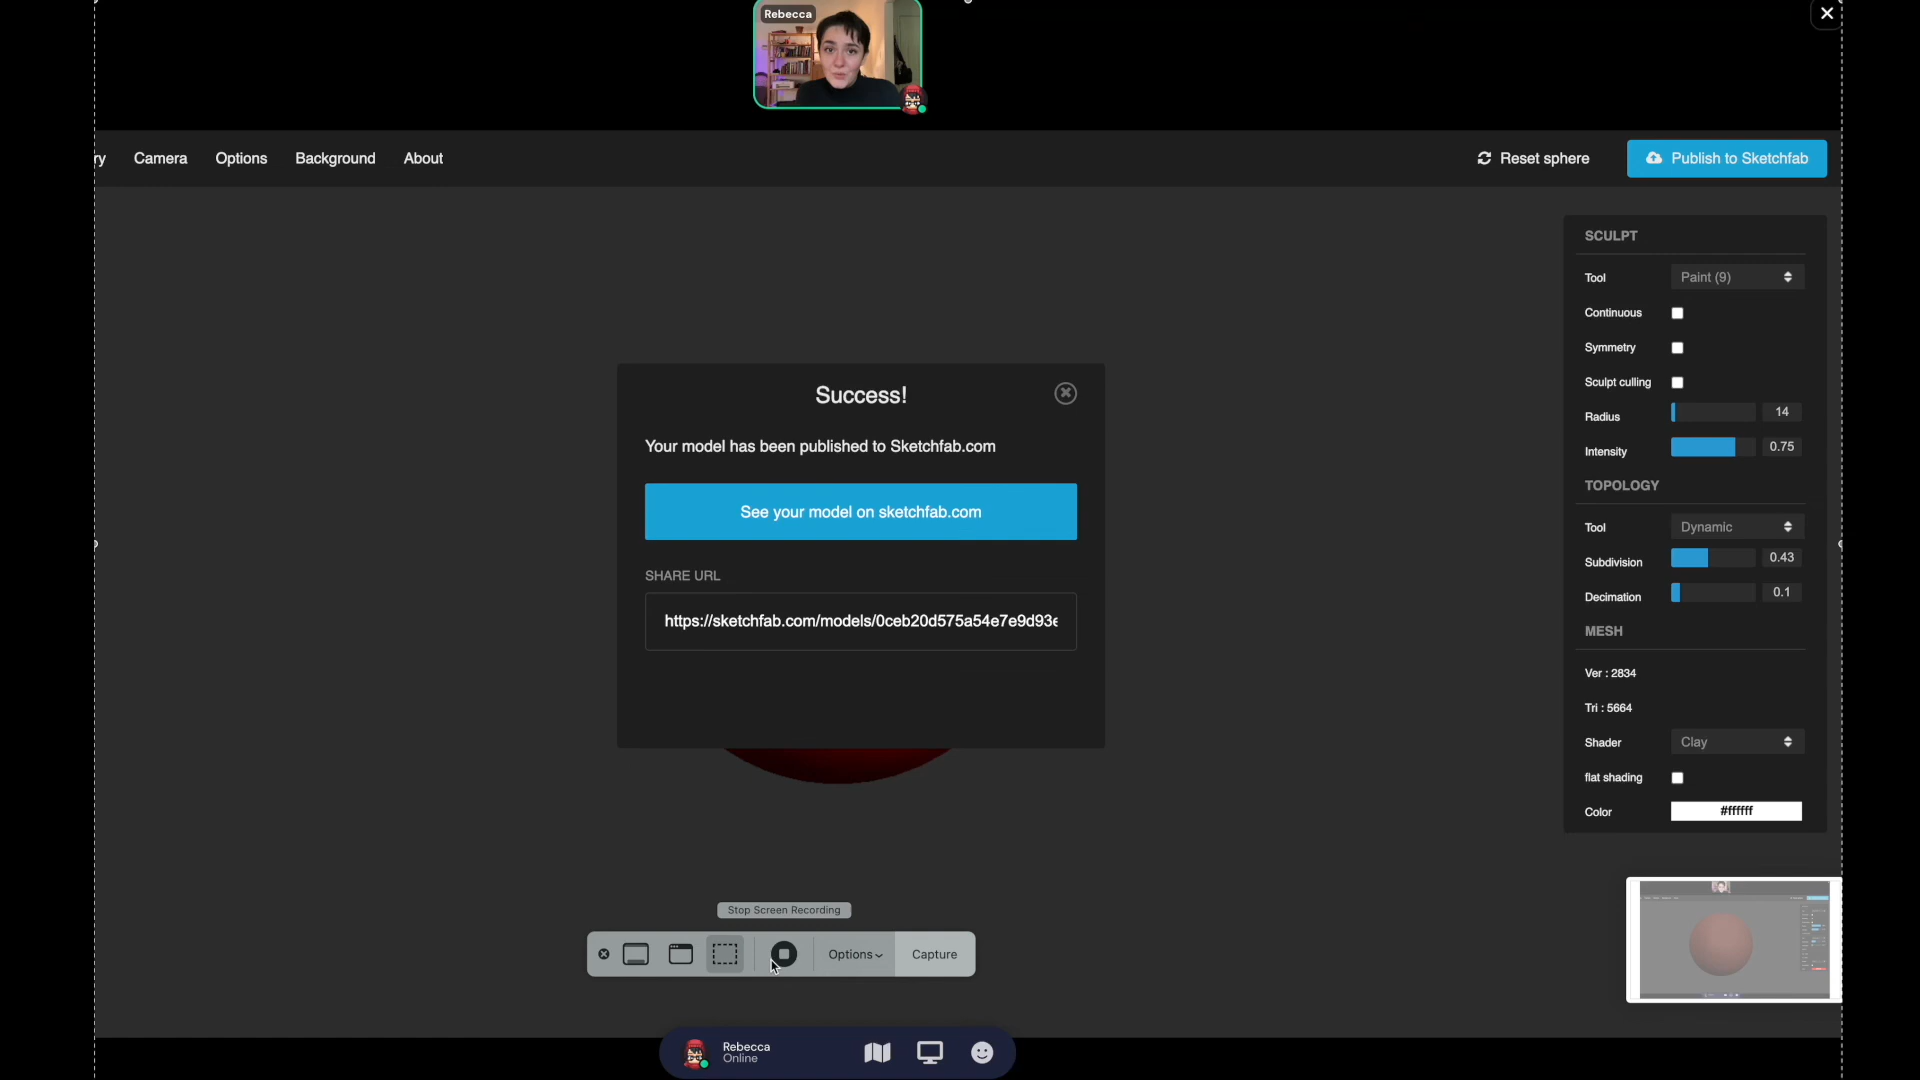 Rebecca
ry Camera Options Background About Reset sphere Publish to Sketchfab
SCULPT
Tool Paint (9)
Continuous
Symmetry
Sculpt culling
Radius 14
Intensity 0.75
TOPOLOGY
Tool Dynamic
Subdivision 0.43
Decimation 0.1
MESH
Ver : 2834
Tri : 5664
Shader Clay
flat shading
Color #ffffff
Success!
Your model has been published to Sketchfab.com
See your model on sketchfab.com
SHARE URL
https://sketchfab.com/models/0ceb20d575a54e7e9d93e
Stop Screen Recording
Options Capture
Rebecca
Online